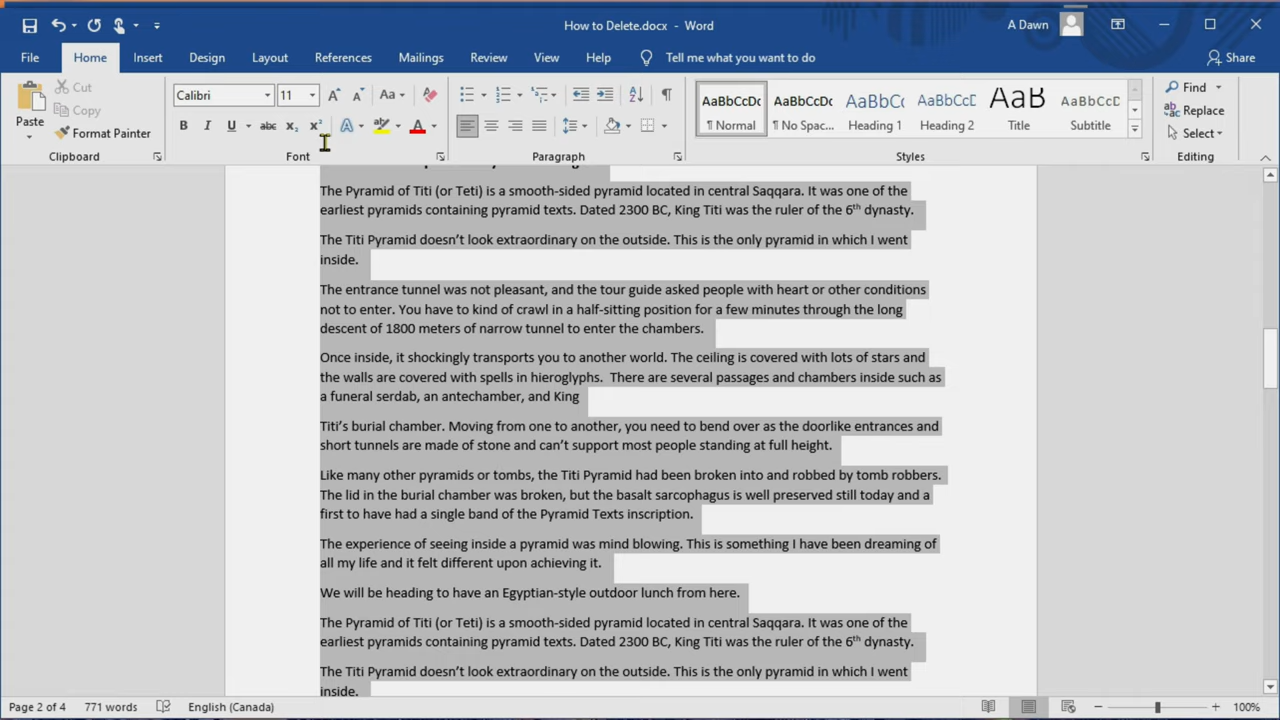 How to Delete.docx - Word
A Dawn
File Home Insert Design Layout References Mailings Review View Help Tell me what you want to do Share
Paste
Cut
Copy
Format Painter
Clipboard
Calibri 11
Font
Paragraph
AaBbCcDc AaBbCcDc AaBbCcI AaBbCcD AaB AaBbCcD
¶ Normal ¶ No Spac... Heading 1 Heading 2 Title Subtitle
Styles
Find
Replace
Select
Editing
The Pyramid of Titi (or Teti) is a smooth-sided pyramid located in central Saqqara. It was one of the
earliest pyramids containing pyramid texts. Dated 2300 BC, King Titi was the ruler of the 6th dynasty.
The Titi Pyramid doesn’t look extraordinary on the outside. This is the only pyramid in which I went
inside.
The entrance tunnel was not pleasant, and the tour guide asked people with heart or other conditions
not to enter. You have to kind of crawl in a half-sitting position for a few minutes through the long
descent of 1800 meters of narrow tunnel to enter the chambers.
Once inside, it shockingly transports you to another world. The ceiling is covered with lots of stars and
the walls are covered with spells in hieroglyphs.  There are several passages and chambers inside such as
a funeral serdab, an antechamber, and King
Titi’s burial chamber. Moving from one to another, you need to bend over as the doorlike entrances and
short tunnels are made of stone and can’t support most people standing at full height.
Like many other pyramids or tombs, the Titi Pyramid had been broken into and robbed by tomb robbers.
The lid in the burial chamber was broken, but the basalt sarcophagus is well preserved still today and a
first to have had a single band of the Pyramid Texts inscription.
The experience of seeing inside a pyramid was mind blowing. This is something I have been dreaming of
all my life and it felt different upon achieving it.
We will be heading to have an Egyptian-style outdoor lunch from here.
The Pyramid of Titi (or Teti) is a smooth-sided pyramid located in central Saqqara. It was one of the
earliest pyramids containing pyramid texts. Dated 2300 BC, King Titi was the ruler of the 6th dynasty.
The Titi Pyramid doesn’t look extraordinary on the outside. This is the only pyramid in which I went
inside.
Page 2 of 4 771 words English (Canada) 100%